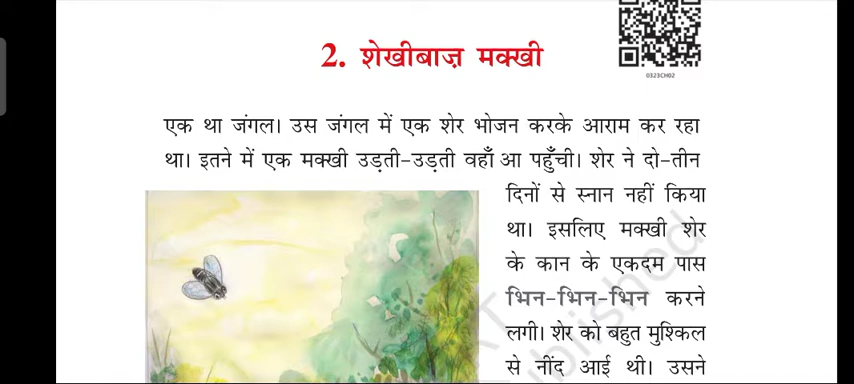 0323CH02
2. शेखीबाज़ मक्खी
एक था जंगल। उस जंगल में एक शेर भोजन करके आराम कर रहा
था। इतने में एक मक्खी उड़ती-उड़ती वहाँ आ पहुँची। शेर ने दो-तीन
दिनों से स्नान नहीं किया
था। इसलिए मक्खी शेर
के कान के एकदम पास
भिन-भिन-भिन करने
लगी। शेर को बहुत मुश्किल
से नींद आई थी। उसने